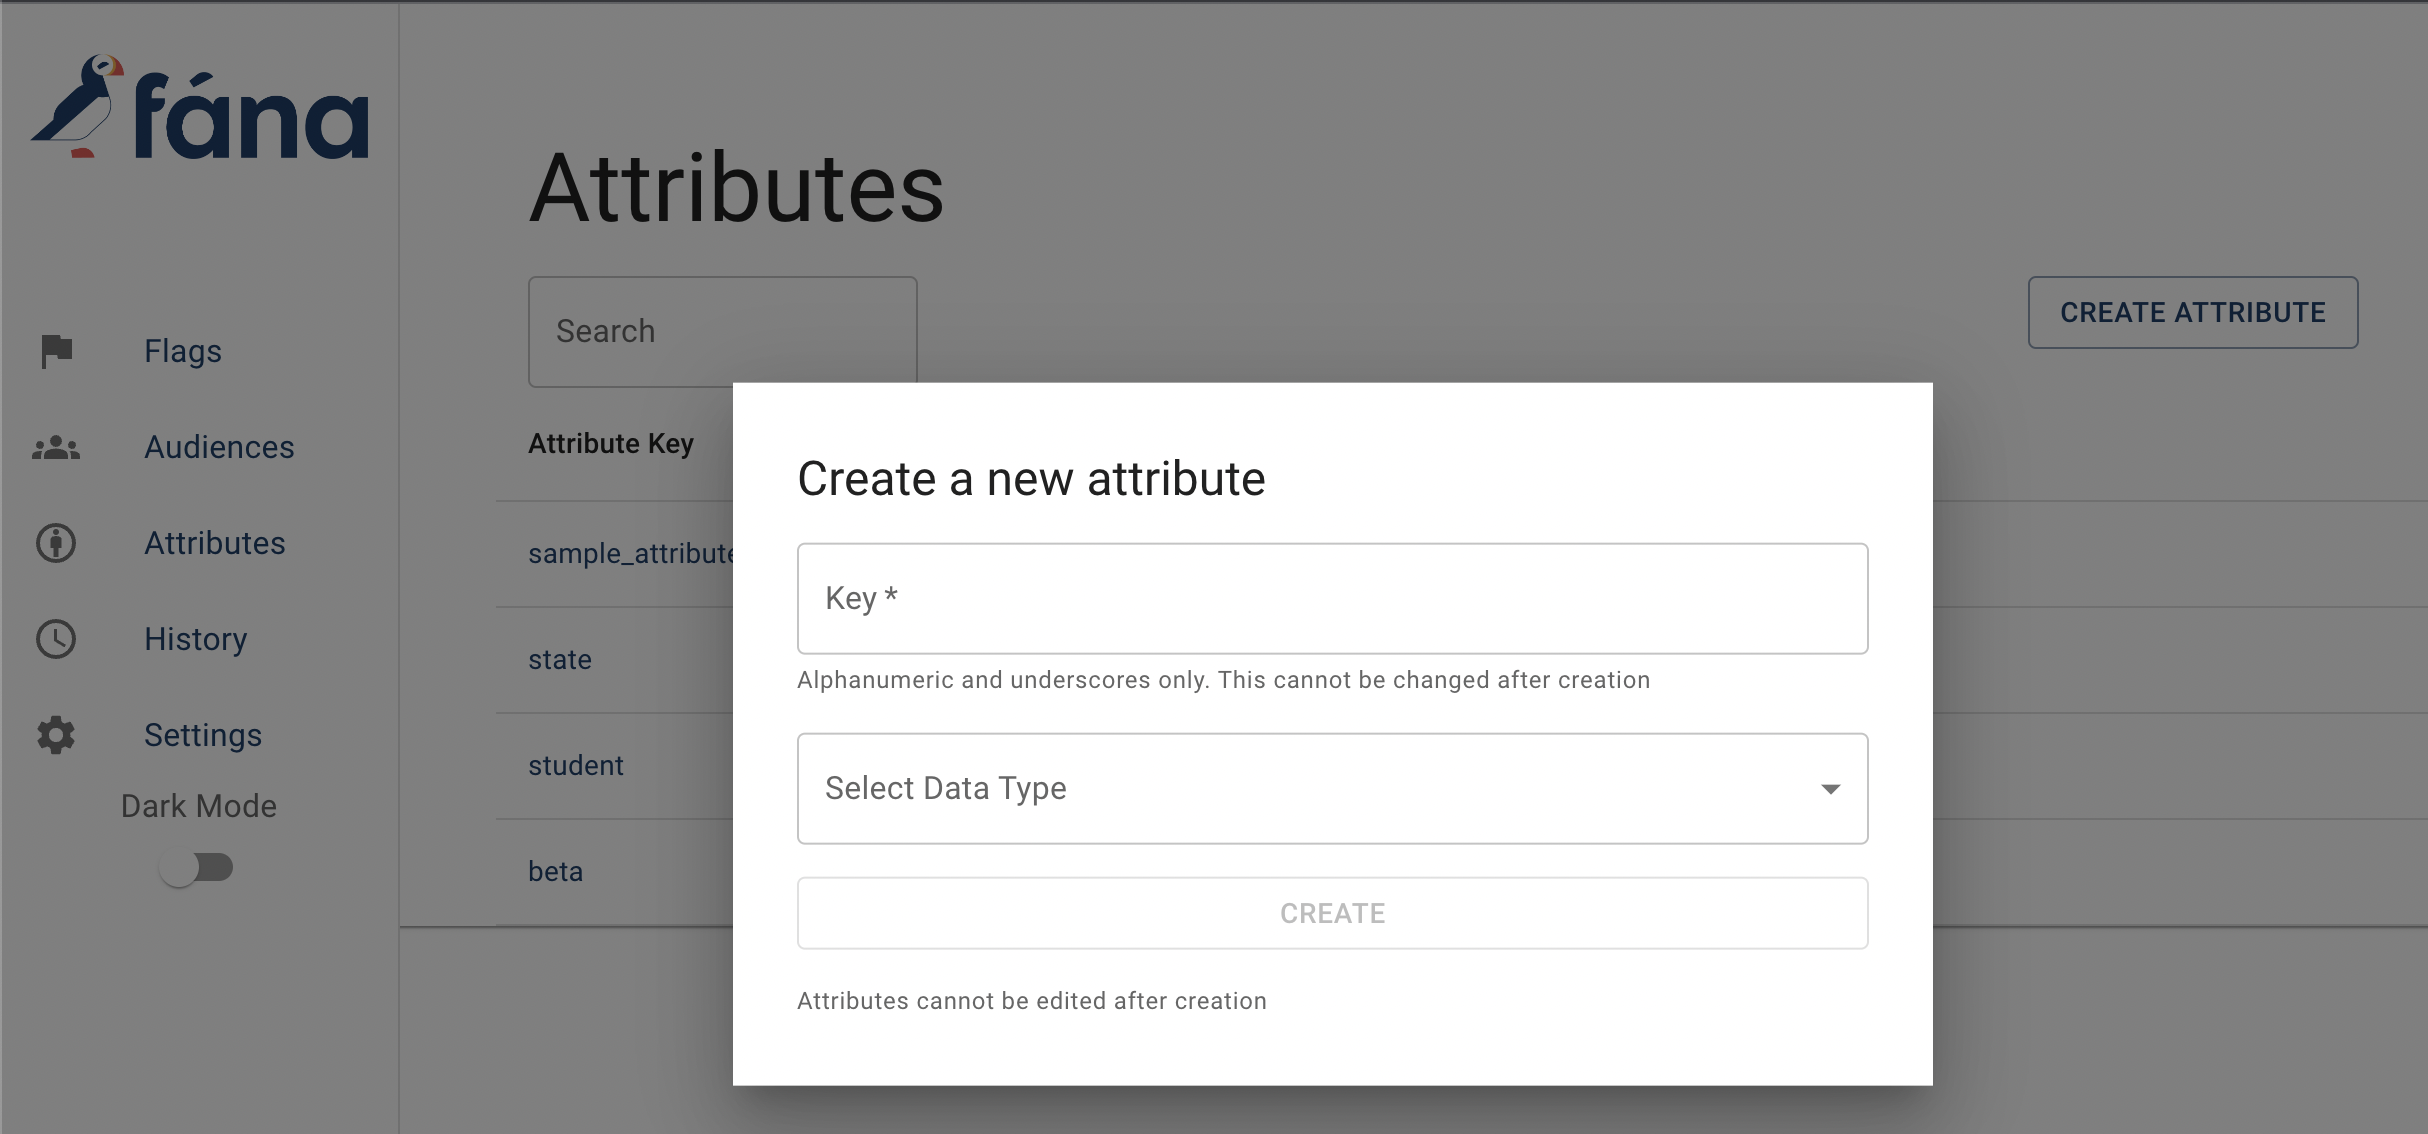 fána
Flags
Audiences
Attributes
History
Settings
Dark Mode
Attributes
Search
CREATE ATTRIBUTE
Attribute Key
sample_attribute
state
student
beta
Create a new attribute
Key *
Alphanumeric and underscores only. This cannot be changed after creation
Select Data Type
CREATE
Attributes cannot be edited after creation